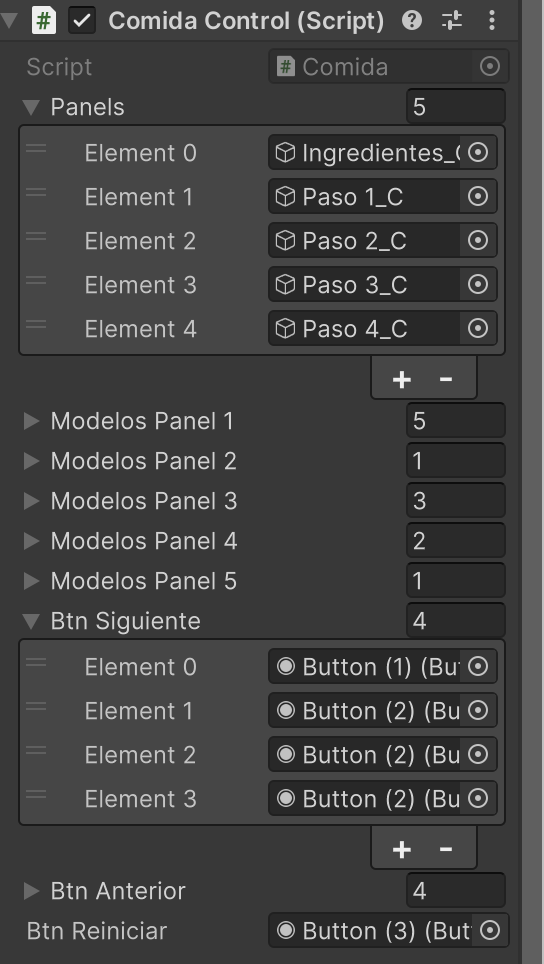 Comida Control (Script)
Script Comida
Panels 5
Element 0 Ingredientes_C
Element 1 Paso 1_C
Element 2 Paso 2_C
Element 3 Paso 3_C
Element 4 Paso 4_C
+ -
Modelos Panel 1 5
Modelos Panel 2 1
Modelos Panel 3 3
Modelos Panel 4 2
Modelos Panel 5 1
Btn Siguiente 4
Element 0 Button (1) (But
Element 1 Button (2) (Bu
Element 2 Button (2) (Bu
Element 3 Button (2) (Bu
+ -
Btn Anterior 4
Btn Reiniciar Button (3) (But